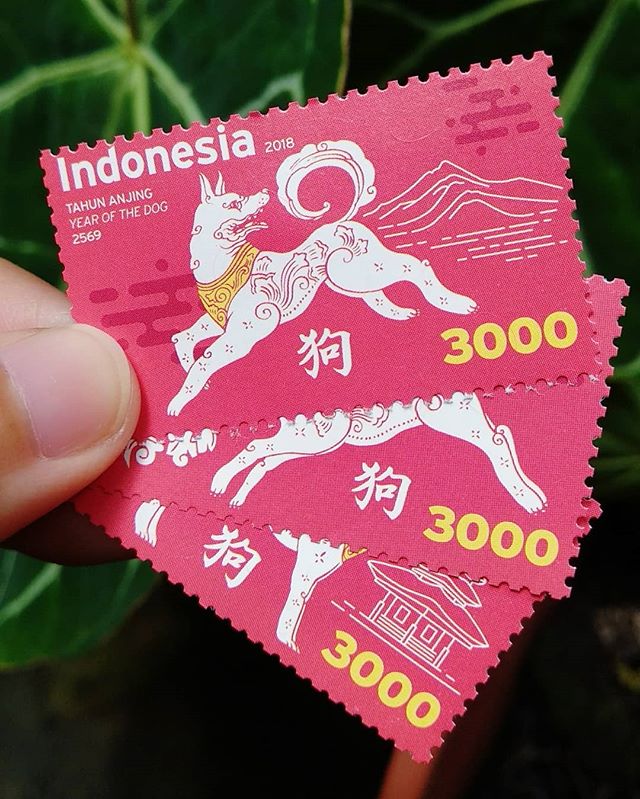 Indonesia 2018
TAHUN ANJING
YEAR OF THE DOG
2569
狗
3000
狗
3000
狗
3000